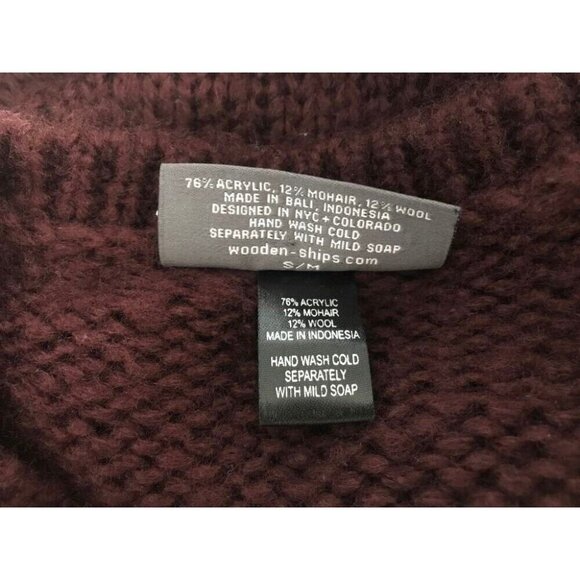 76% ACRYLIC, 12% MOHAIR, 12% WOOL
MADE IN BALI, INDONESIA
DESIGNED IN NYC + COLORADO
HAND WASH COLD
SEPARATELY WITH MILD SOAP
wooden-ships.com
S/M
76% ACRYLIC
12% MOHAIR
12% WOOL
MADE IN INDONESIA
HAND WASH COLD
SEPARATELY
WITH MILD SOAP